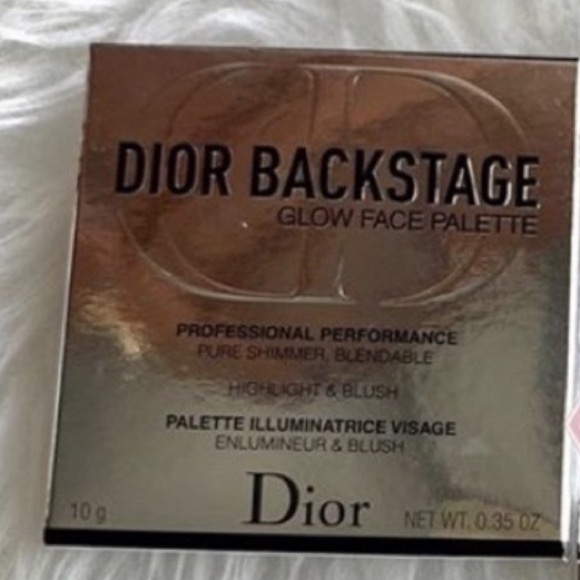 DIOR BACKSTAGE
GLOW FACE PALETTE
PROFESSIONAL PERFORMANCE
PURE SHIMMER, BLENDABLE
HIGHLIGHT & BLUSH
PALETTE ILLUMINATRICE VISAGE
ENLUMINEUR & BLUSH
Dior
10 g
NET WT. 0.35 OZ